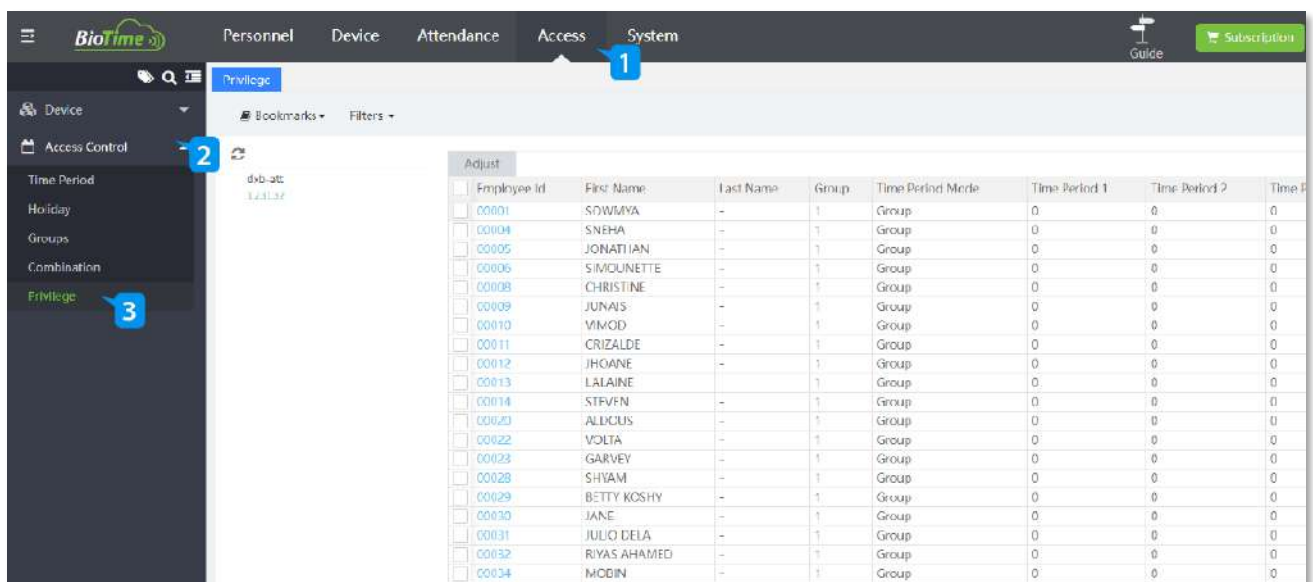 BioTime Personnel Device Attendance Access System Guide Subscription
1
Privilege
Device
Bookmarks Filters
Access Control
2
Adjust
Time Period
dxb-att
Employee Id First Name Last Name Group Time Period Mode Time Period 1 Time Period 2 Time P
Holiday
Groups
Combination
Privilege
3
00001 SOWMYA - 1 Group 0 0 0
00004 SNEHA - 1 Group 0 0 0
00005 JONATHAN - 1 Group 0 0 0
00006 SIMOUNETTE - 1 Group 0 0 0
00008 CHRISTINE - 1 Group 0 0 0
00009 JUNAIS - 1 Group 0 0 0
00010 VIMOD - 1 Group 0 0 0
00011 CRIZALDE - 1 Group 0 0 0
00012 JHOANE - 1 Group 0 0 0
00013 LALAINE 1 Group 0 0 0
00014 STEVEN - 1 Group 0 0 0
00020 ALDOUS - 1 Group 0 0 0
00022 VOLTA - 1 Group 0 0 0
00023 GARVEY - 1 Group 0 0 0
00028 SHYAM - 1 Group 0 0 0
00029 BETTY KOSHY - 1 Group 0 0 0
00030 JANE - 1 Group 0 0 0
00031 JULIO DELA - 1 Group 0 0 0
00032 RIYAS AHAMED - 1 Group 0 0 0
00034 MOBIN - 1 Group 0 0 0